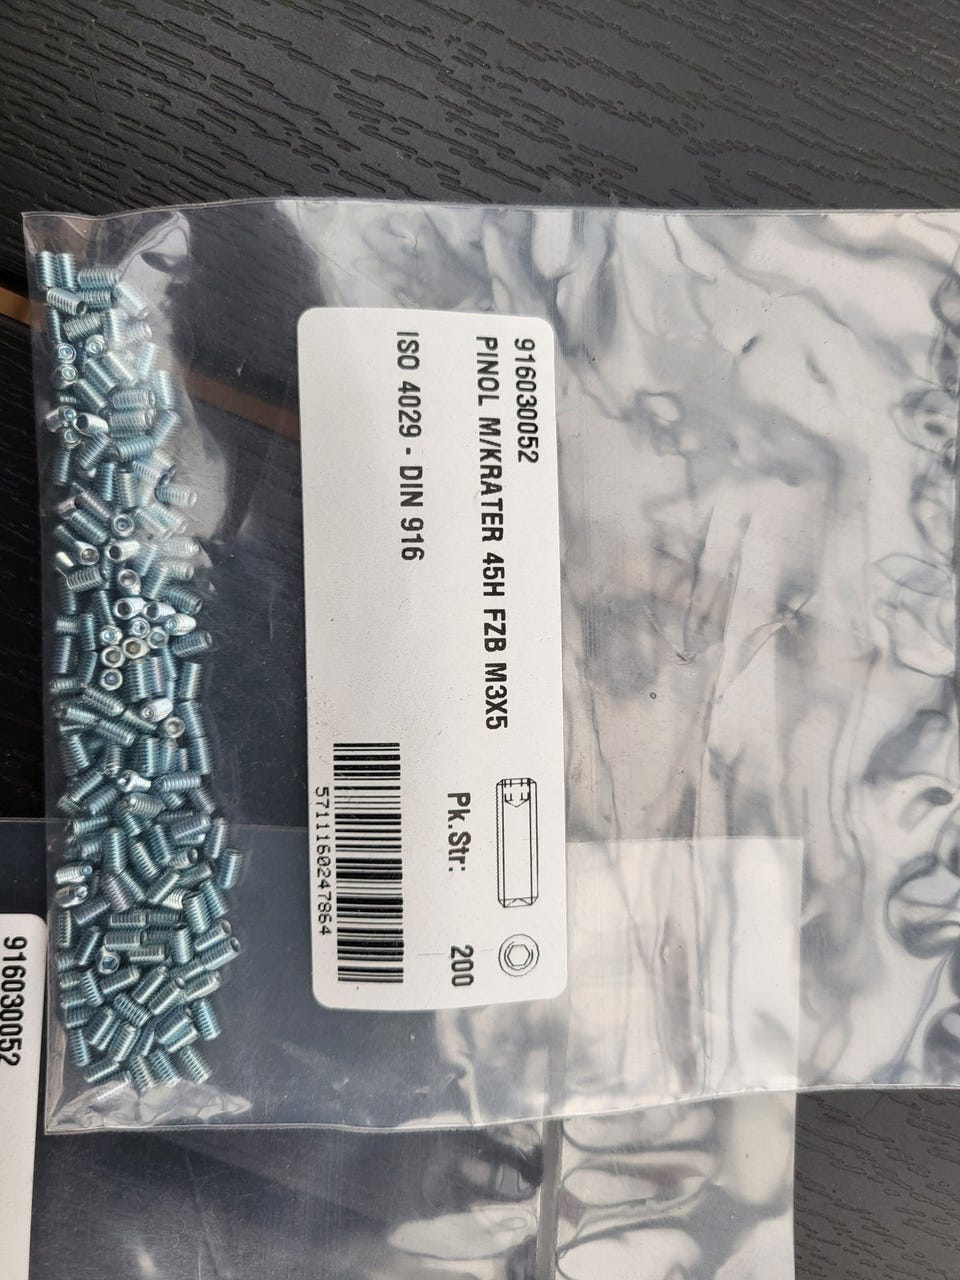 916030052
PINOL M/KRATER 45H FZB M3X5
ISO 4029 - DIN 916
Pk.Str: 200
5711160247864
916030052